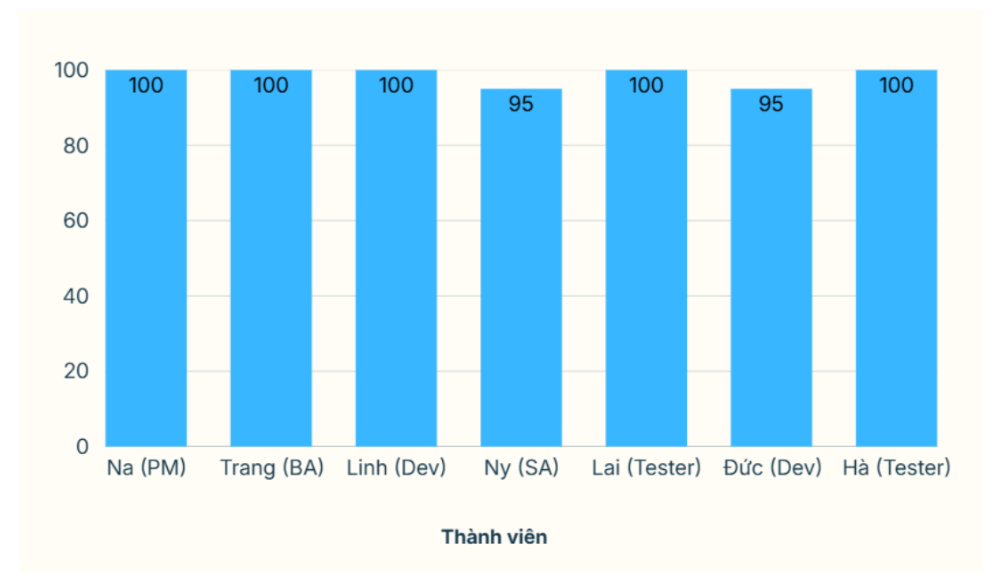 100
80
60
40
20
0
100 100 100 95 100 95 100
Na (PM) Trang (BA) Linh (Dev) Ny (SA) Lai (Tester) Đức (Dev) Hà (Tester)
Thành viên